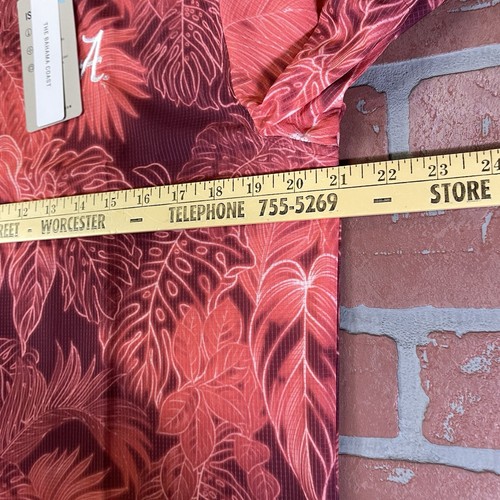 IS
THE BAHAMA COAST
A
12 13 14 15 16 17 18 19 20 21 22 23 24
REET - WORCESTER — TELEPHONE 755-5269 — STORE